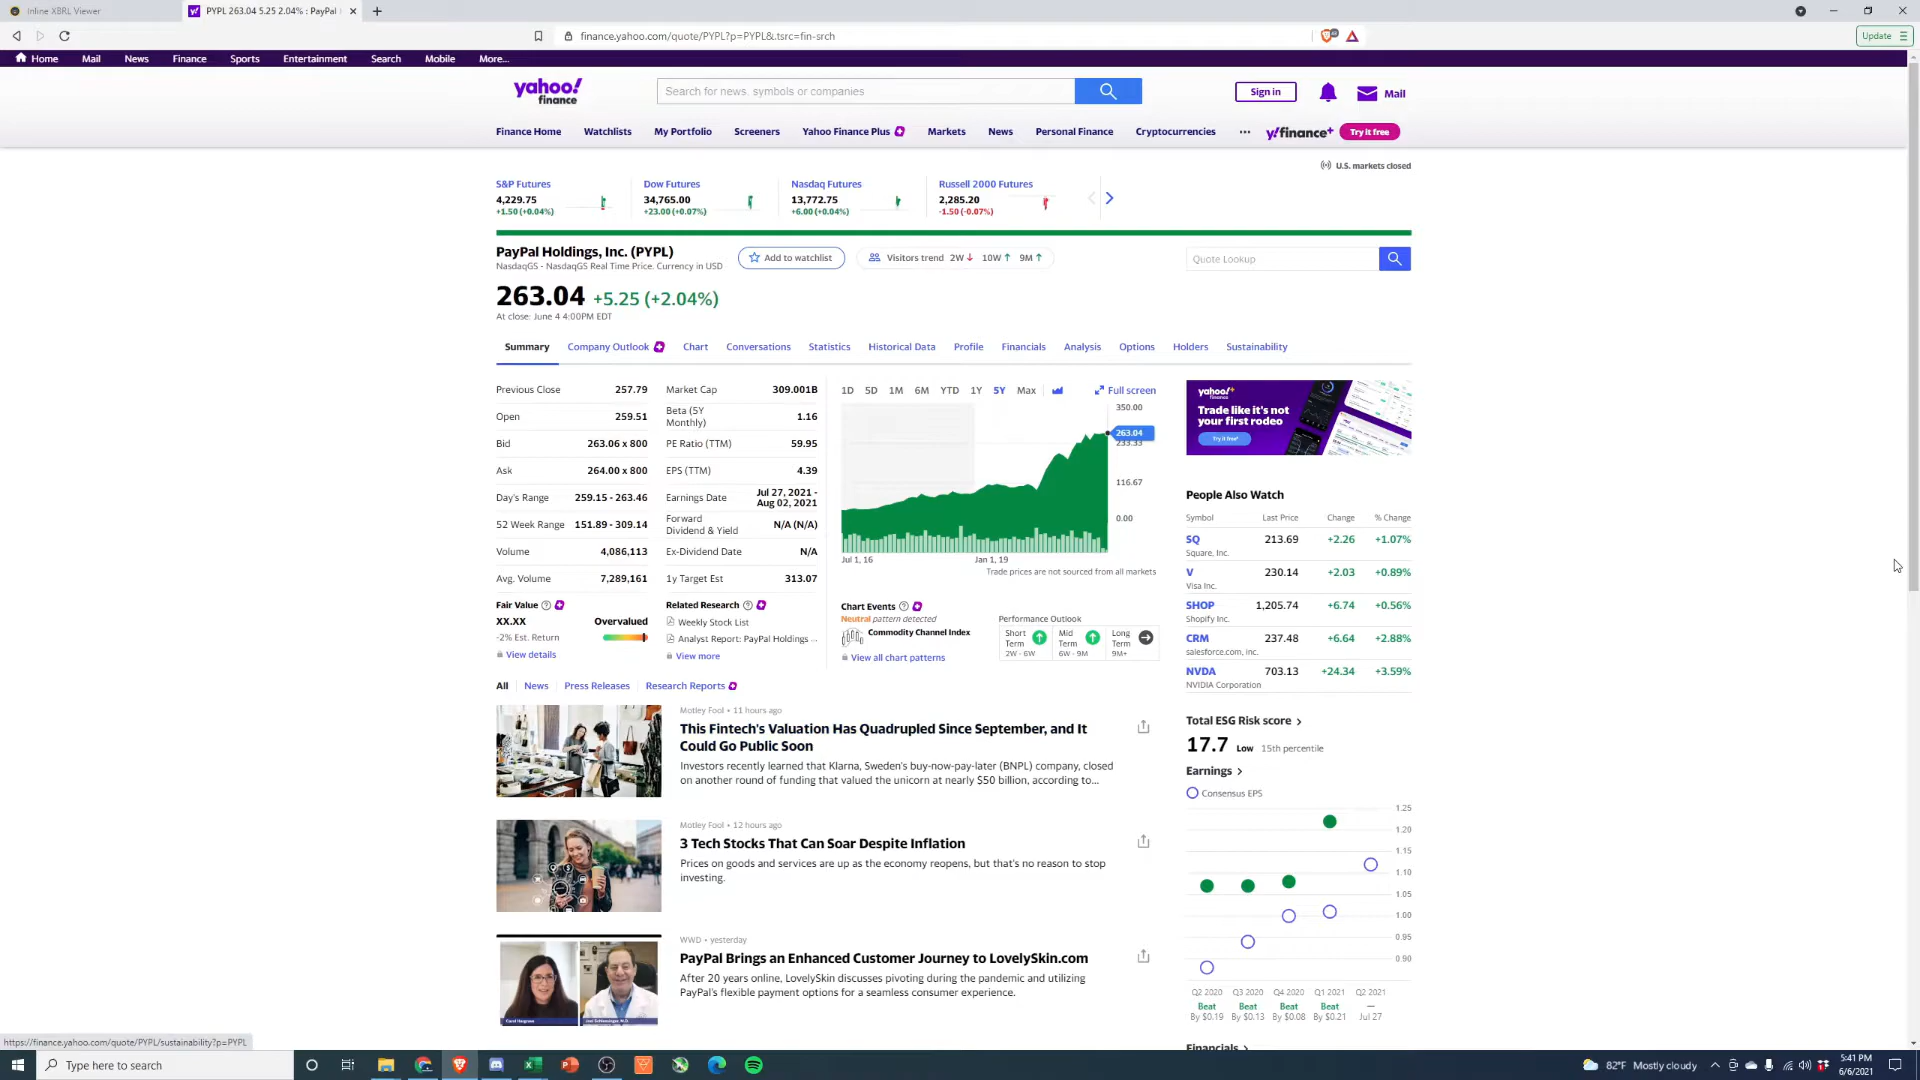 Inline XBRL Viewer
PYPL 263.04 5.25 2.04% : PayPal
finance.yahoo.com/quote/PYPL?p=PYPL&.tsrc=fin-srch
Update
Home Mail News Finance Sports Entertainment Search Mobile More...
yahoo!
finance
Search for news, symbols or companies
Sign in
Mail
Finance Home Watchlists My Portfolio Screeners Yahoo Finance Plus Markets News Personal Finance Cryptocurrencies ... y!finance+ Try it free
U.S. markets closed
S&P Futures
4,229.75
+1.50 (+0.04%)
Dow Futures
34,765.00
+23.00 (+0.07%)
Nasdaq Futures
13,772.75
+6.00 (+0.04%)
Russell 2000 Futures
2,285.20
-1.50 (-0.07%)
PayPal Holdings, Inc. (PYPL)
NasdaqGS - NasdaqGS Real Time Price. Currency in USD
Add to watchlist
Visitors trend 2W 10W 9M
Quote Lookup
263.04 +5.25 (+2.04%)
At close: June 4 4:00PM EDT
Summary Company Outlook Chart Conversations Statistics Historical Data Profile Financials Analysis Options Holders Sustainability
Previous Close 257.79
Open 259.51
Bid 263.06 x 800
Ask 264.00 x 800
Day's Range 259.15 - 263.46
52 Week Range 151.89 - 309.14
Volume 4,086,113
Avg. Volume 7,289,161
Market Cap 309.001B
Beta (5Y
Monthly) 1.16
PE Ratio (TTM) 59.95
EPS (TTM) 4.39
Earnings Date Jul 27, 2021 -
Aug 02, 2021
Forward
Dividend & Yield N/A (N/A)
Ex-Dividend Date N/A
1y Target Est 313.07
Fair Value
XX.XX Overvalued
-2% Est. Return
View details
Related Research
Weekly Stock List
Analyst Report: PayPal Holdings ...
View more
1D 5D 1M 6M YTD 1Y 5Y Max Full screen
350.00
263.04
233.33
116.67
0.00
Jul 1, 16 Jan 1, 19
Trade prices are not sourced from all markets
Chart Events
Neutral pattern detected
Commodity Channel Index
View all chart patterns
Performance Outlook
Short
Term
2W - 6W
Mid
Term
6W - 9M
Long
Term
9M+
yahoo!+
finance
Trade like it's not
your first rodeo
Try it free!
People Also Watch
Symbol Last Price Change % Change
SQ 213.69 +2.26 +1.07%
Square, Inc.
V 230.14 +2.03 +0.89%
Visa Inc.
SHOP 1,205.74 +6.74 +0.56%
Shopify Inc.
CRM 237.48 +6.64 +2.88%
salesforce.com, inc.
NVDA 703.13 +24.34 +3.59%
NVIDIA Corporation
Total ESG Risk score
17.7 Low 15th percentile
Earnings
Consensus EPS
1.25
1.20
1.15
1.10
1.05
1.00
0.95
0.90
Q2 2020 Q3 2020 Q4 2020 Q1 2021 Q2 2021
Beat Beat Beat Beat —
By $0.19 By $0.13 By $0.08 By $0.21 Jul 27
Financials
All News Press Releases Research Reports
Motley Fool • 11 hours ago
This Fintech's Valuation Has Quadrupled Since September, and It
Could Go Public Soon
Investors recently learned that Klarna, Sweden's buy-now-pay-later (BNPL) company, closed
on another round of funding that valued the unicorn at nearly $50 billion, according to...
Motley Fool • 12 hours ago
3 Tech Stocks That Can Soar Despite Inflation
Prices on goods and services are up as the economy reopens, but that's no reason to stop
investing.
WWD • yesterday
PayPal Brings an Enhanced Customer Journey to LovelySkin.com
After 20 years online, LovelySkin discusses pivoting during the pandemic and utilizing
PayPal's flexible payment options for a seamless consumer experience.
https://finance.yahoo.com/quote/PYPL/sustainability?p=PYPL
Type here to search
82°F Mostly cloudy
5:41 PM
6/6/2021